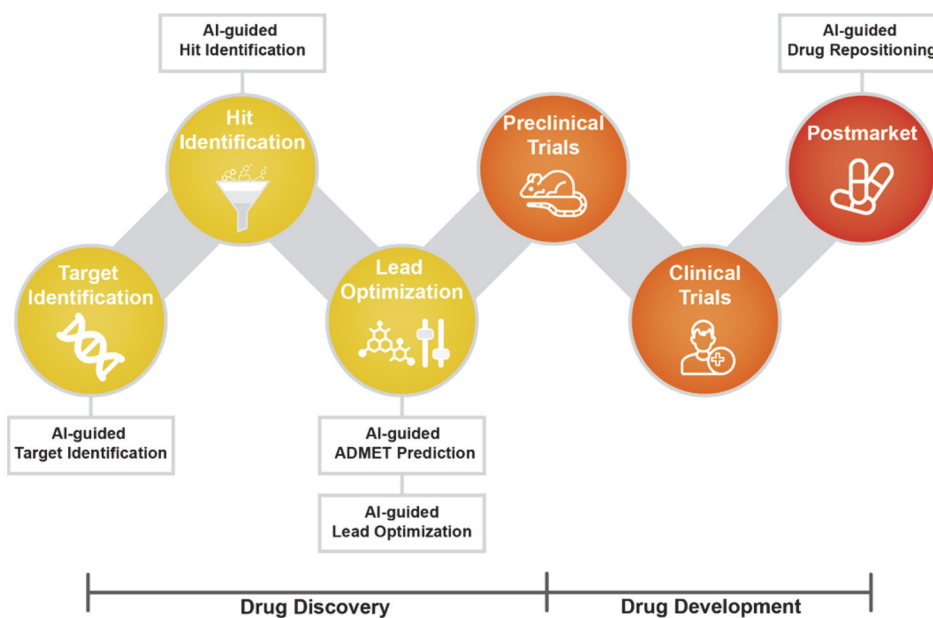 AI-guided
Hit Identification
AI-guided
Drug Repositioning
Hit
Identification
Preclinical
Trials
Postmarket
Target
Identification
Lead
Optimization
Clinical
Trials
AI-guided
Target Identification
AI-guided
ADMET Prediction
AI-guided
Lead Optimization
Drug Discovery
Drug Development